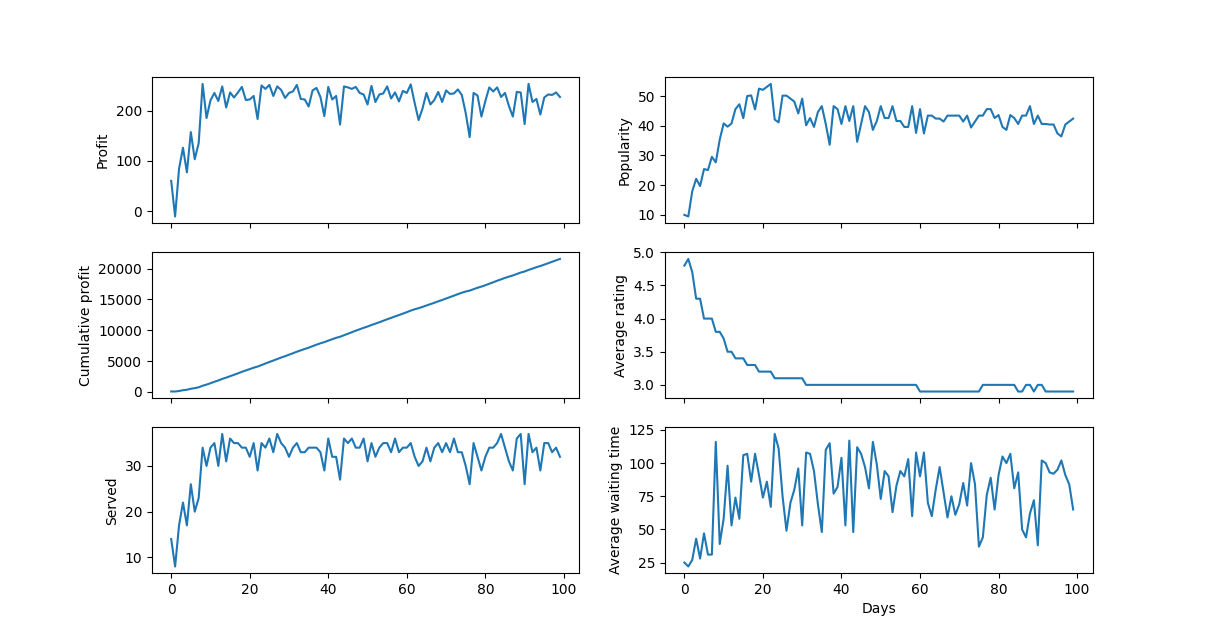 Profit
200
100
0
Popularity
50
40
30
20
10
Cumulative profit
20000
15000
10000
5000
0
Average rating
5.0
4.5
4.0
3.5
3.0
Served
30
20
10
0 20 40 60 80 100
Average waiting time
125
100
75
50
25
0 20 40 60 80 100
Days